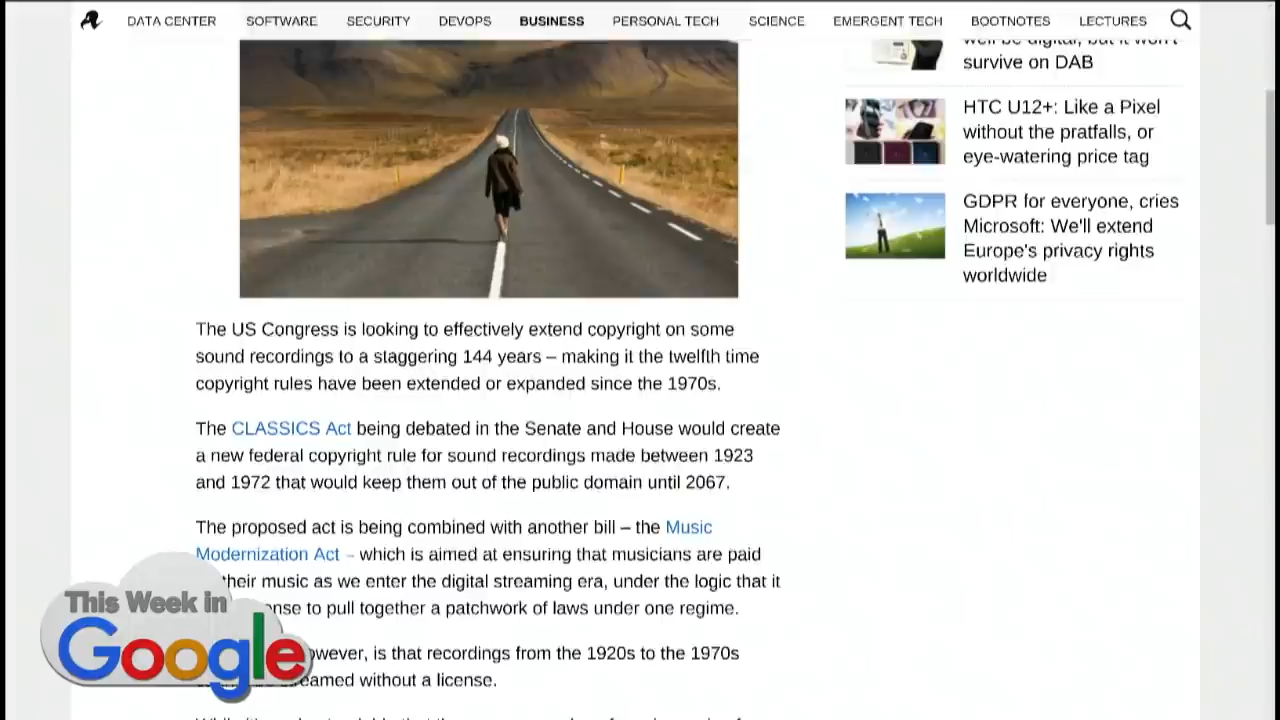 DATA CENTER SOFTWARE SECURITY DEVOPS BUSINESS PERSONAL TECH SCIENCE EMERGENT TECH BOOTNOTES LECTURES
well be digital, but it won't
survive on DAB
HTC U12+: Like a Pixel
without the pratfalls, or
eye-watering price tag
GDPR for everyone, cries
Microsoft: We'll extend
Europe's privacy rights
worldwide
The US Congress is looking to effectively extend copyright on some
sound recordings to a staggering 144 years – making it the twelfth time
copyright rules have been extended or expanded since the 1970s.
The CLASSICS Act being debated in the Senate and House would create
a new federal copyright rule for sound recordings made between 1923
and 1972 that would keep them out of the public domain until 2067.
The proposed act is being combined with another bill – the Music
Modernization Act – which is aimed at ensuring that musicians are paid
their music as we enter the digital streaming era, under the logic that it
to pull together a patchwork of laws under one regime.
is that recordings from the 1920s to the 1970s
without a license.
This Week in
Google